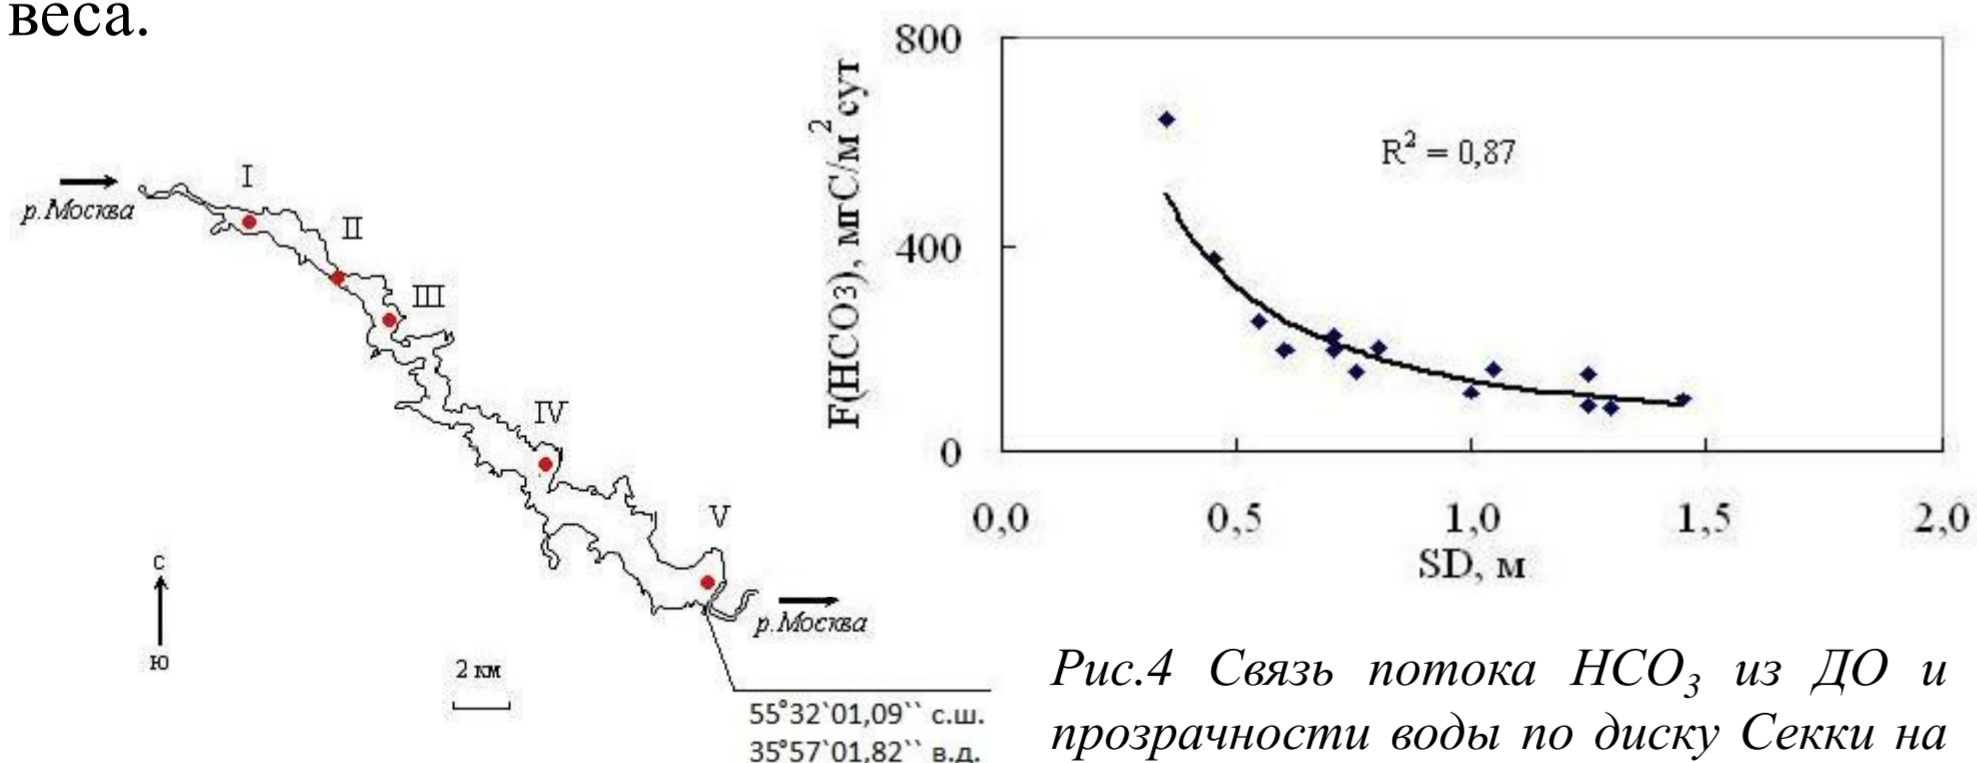 веса.
I
р.Москва
II
III
IV
V
р.Москва
с
ю
2 км
55°32`01,09`` с.ш.
35°57`01,82`` в.д.
800
400
0
F(HCO3), мгС/м² сут
R² = 0,87
0,0 0,5 1,0 1,5 2,0
SD, м
Рис.4 Связь потока HCO₃ из ДО и
прозрачности воды по диску Секки на